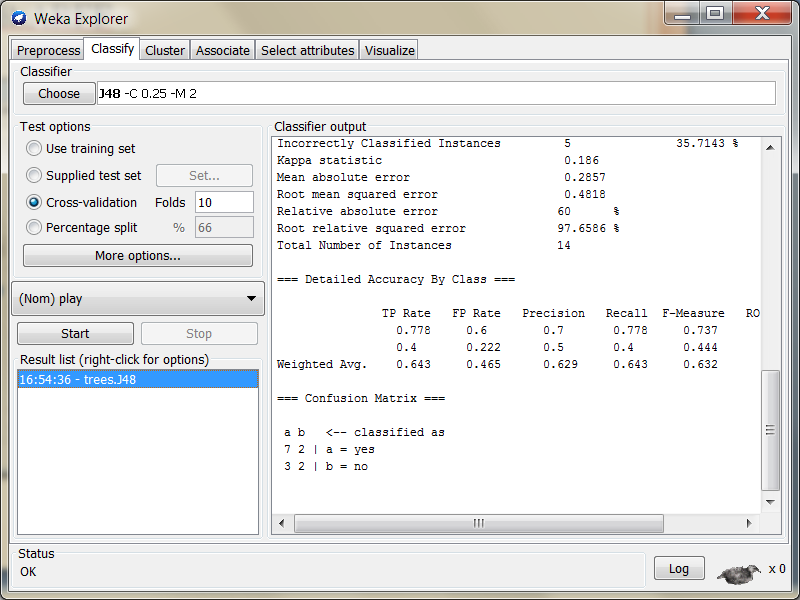 Weka Explorer
Preprocess Classify Cluster Associate Select attributes Visualize
Classifier
Choose J48 -C 0.25 -M 2
Test options
Use training set
Supplied test set Set...
Cross-validation Folds 10
Percentage split % 66
More options...
(Nom) play
Start Stop
Result list (right-click for options)
16:54:36 - trees.J48
Classifier output
Incorrectly Classified Instances 5 35.7143 %
Kappa statistic 0.186
Mean absolute error 0.2857
Root mean squared error 0.4818
Relative absolute error 60 %
Root relative squared error 97.6586 %
Total Number of Instances 14
=== Detailed Accuracy By Class ===
TP Rate FP Rate Precision Recall F-Measure RO
0.778 0.6 0.7 0.778 0.737
0.4 0.222 0.5 0.4 0.444
Weighted Avg. 0.643 0.465 0.629 0.643 0.632
=== Confusion Matrix ===
a b <-- classified as
7 2 | a = yes
3 2 | b = no
Status
OK
Log x 0